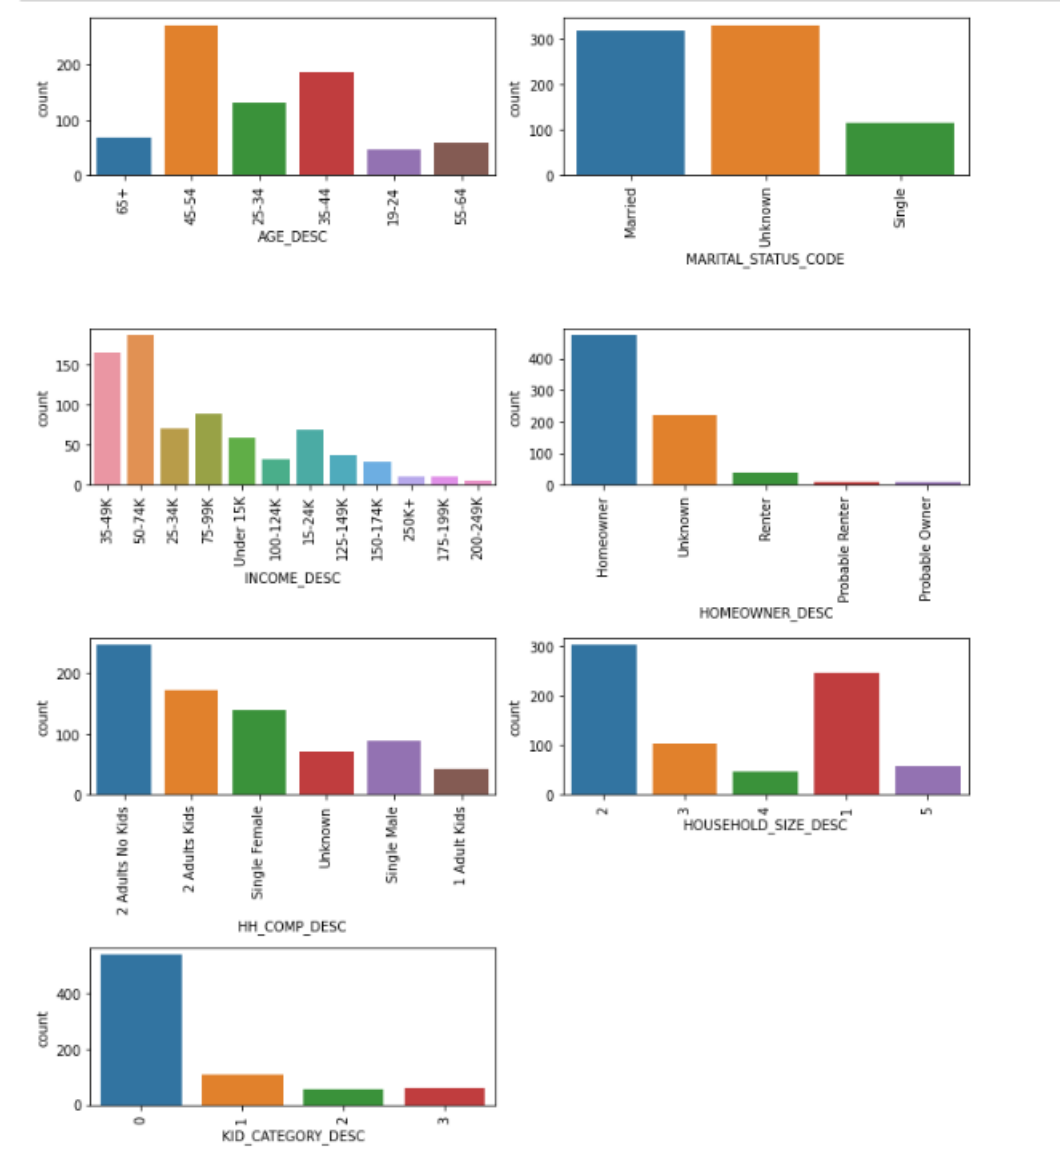 count
200
100
0
65+
45-54
25-34
35-44
19-24
55-64
AGE_DESC
count
300
200
100
0
Married
Unknown
Single
MARITAL_STATUS_CODE
count
150
100
50
0
35-49K
50-74K
25-34K
75-99K
Under 15K
100-124K
15-24K
125-149K
150-174K
250K+
175-199K
200-249K
INCOME_DESC
count
400
300
200
100
0
Homeowner
Unknown
Renter
Probable Renter
Probable Owner
HOMEOWNER_DESC
count
200
100
0
2 Adults No Kids
2 Adults Kids
Single Female
Unknown
Single Male
1 Adult Kids
HH_COMP_DESC
count
300
200
100
0
2
3
4
1
5
HOUSEHOLD_SIZE_DESC
count
400
200
0
0
1
2
3
KID_CATEGORY_DESC